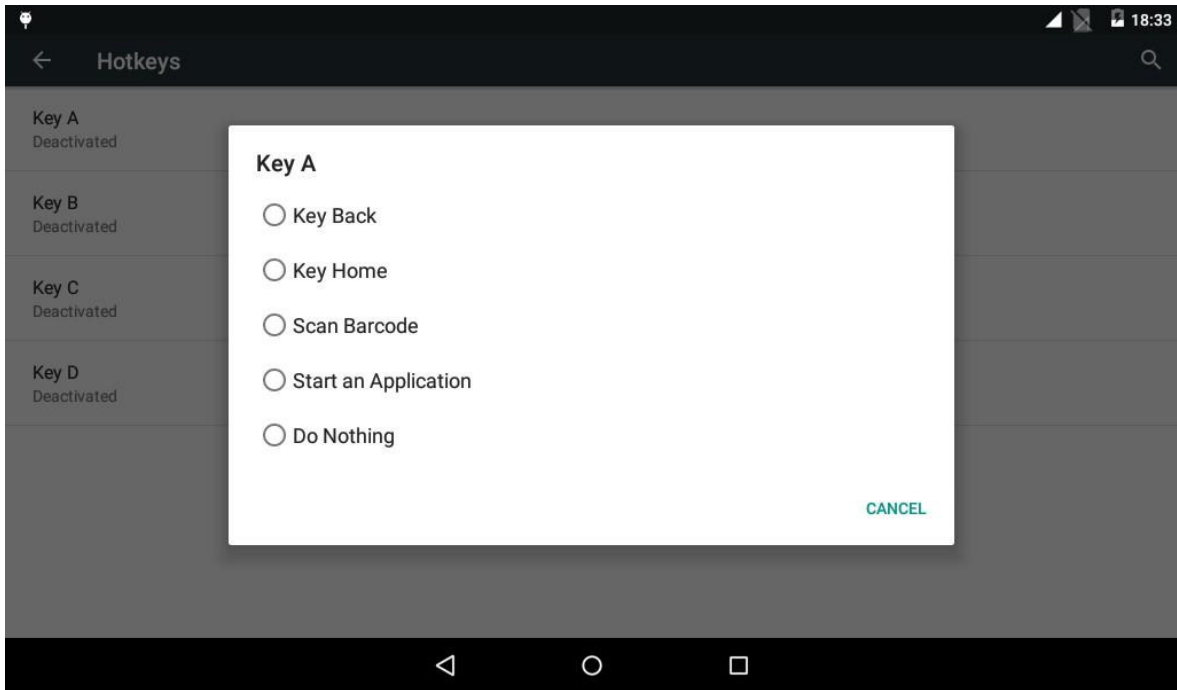 18:33
Hotkeys
Key A
Deactivated
Key B
Deactivated
Key C
Deactivated
Key D
Deactivated
Key A
Key Back
Key Home
Scan Barcode
Start an Application
Do Nothing
CANCEL